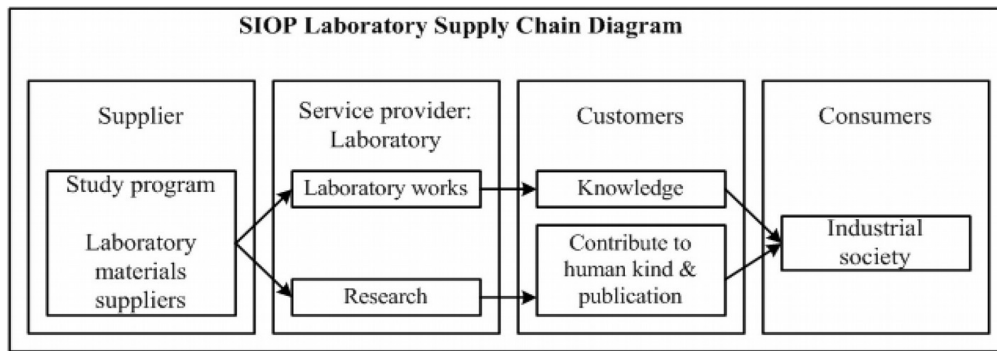 SIOP Laboratory Supply Chain Diagram
Supplier
Study program
Laboratory
materials
suppliers
Service provider:
Laboratory
Laboratory works
Research
Customers
Knowledge
Contribute to
human kind &
publication
Consumers
Industrial
society